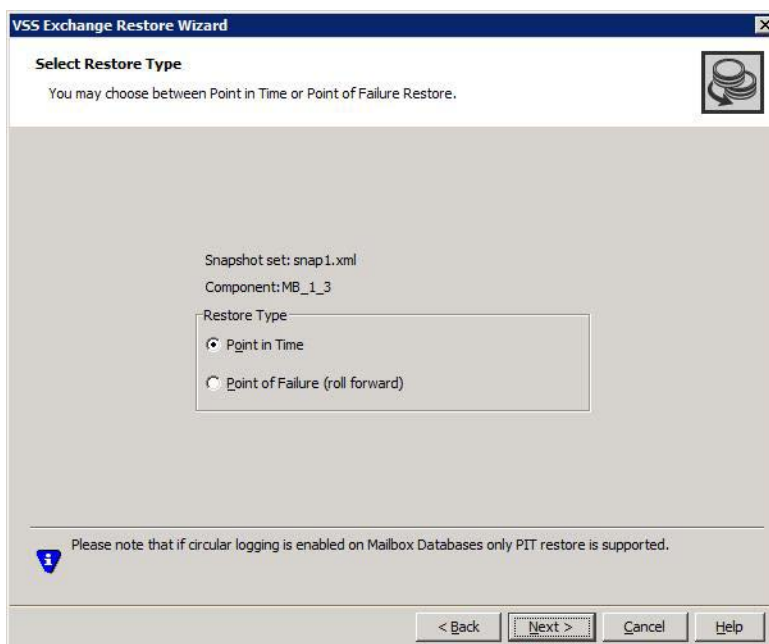 VSS Exchange Restore Wizard
Select Restore Type
You may choose between Point in Time or Point of Failure Restore.
Snapshot set: snap1.xml
Component:MB_1_3
Restore Type
Point in Time
Point of Failure (roll forward)
Please note that if circular logging is enabled on Mailbox Databases only PIT restore is supported.
< Back
Next >
Cancel
Help